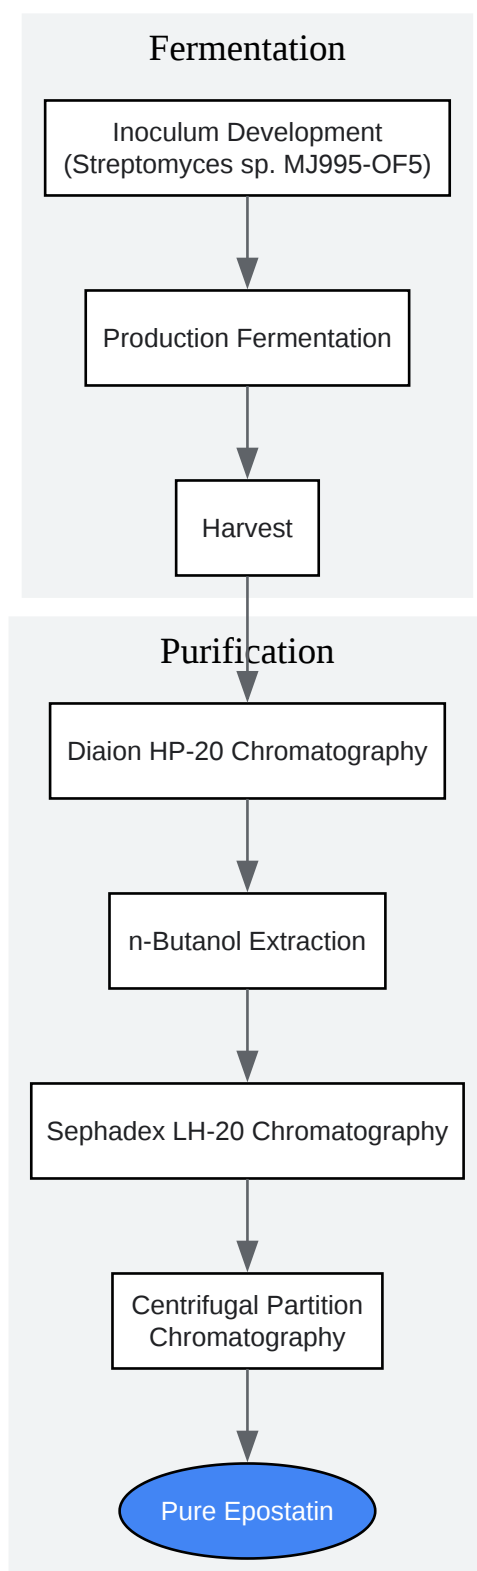 Fermentation
Inoculum Development
(Streptomyces sp. MJ995-OF5)
Production Fermentation
Harvest
Purification
Diaion HP-20 Chromatography
n-Butanol Extraction
Sephadex LH-20 Chromatography
Centrifugal Partition
Chromatography
Pure Epostatin